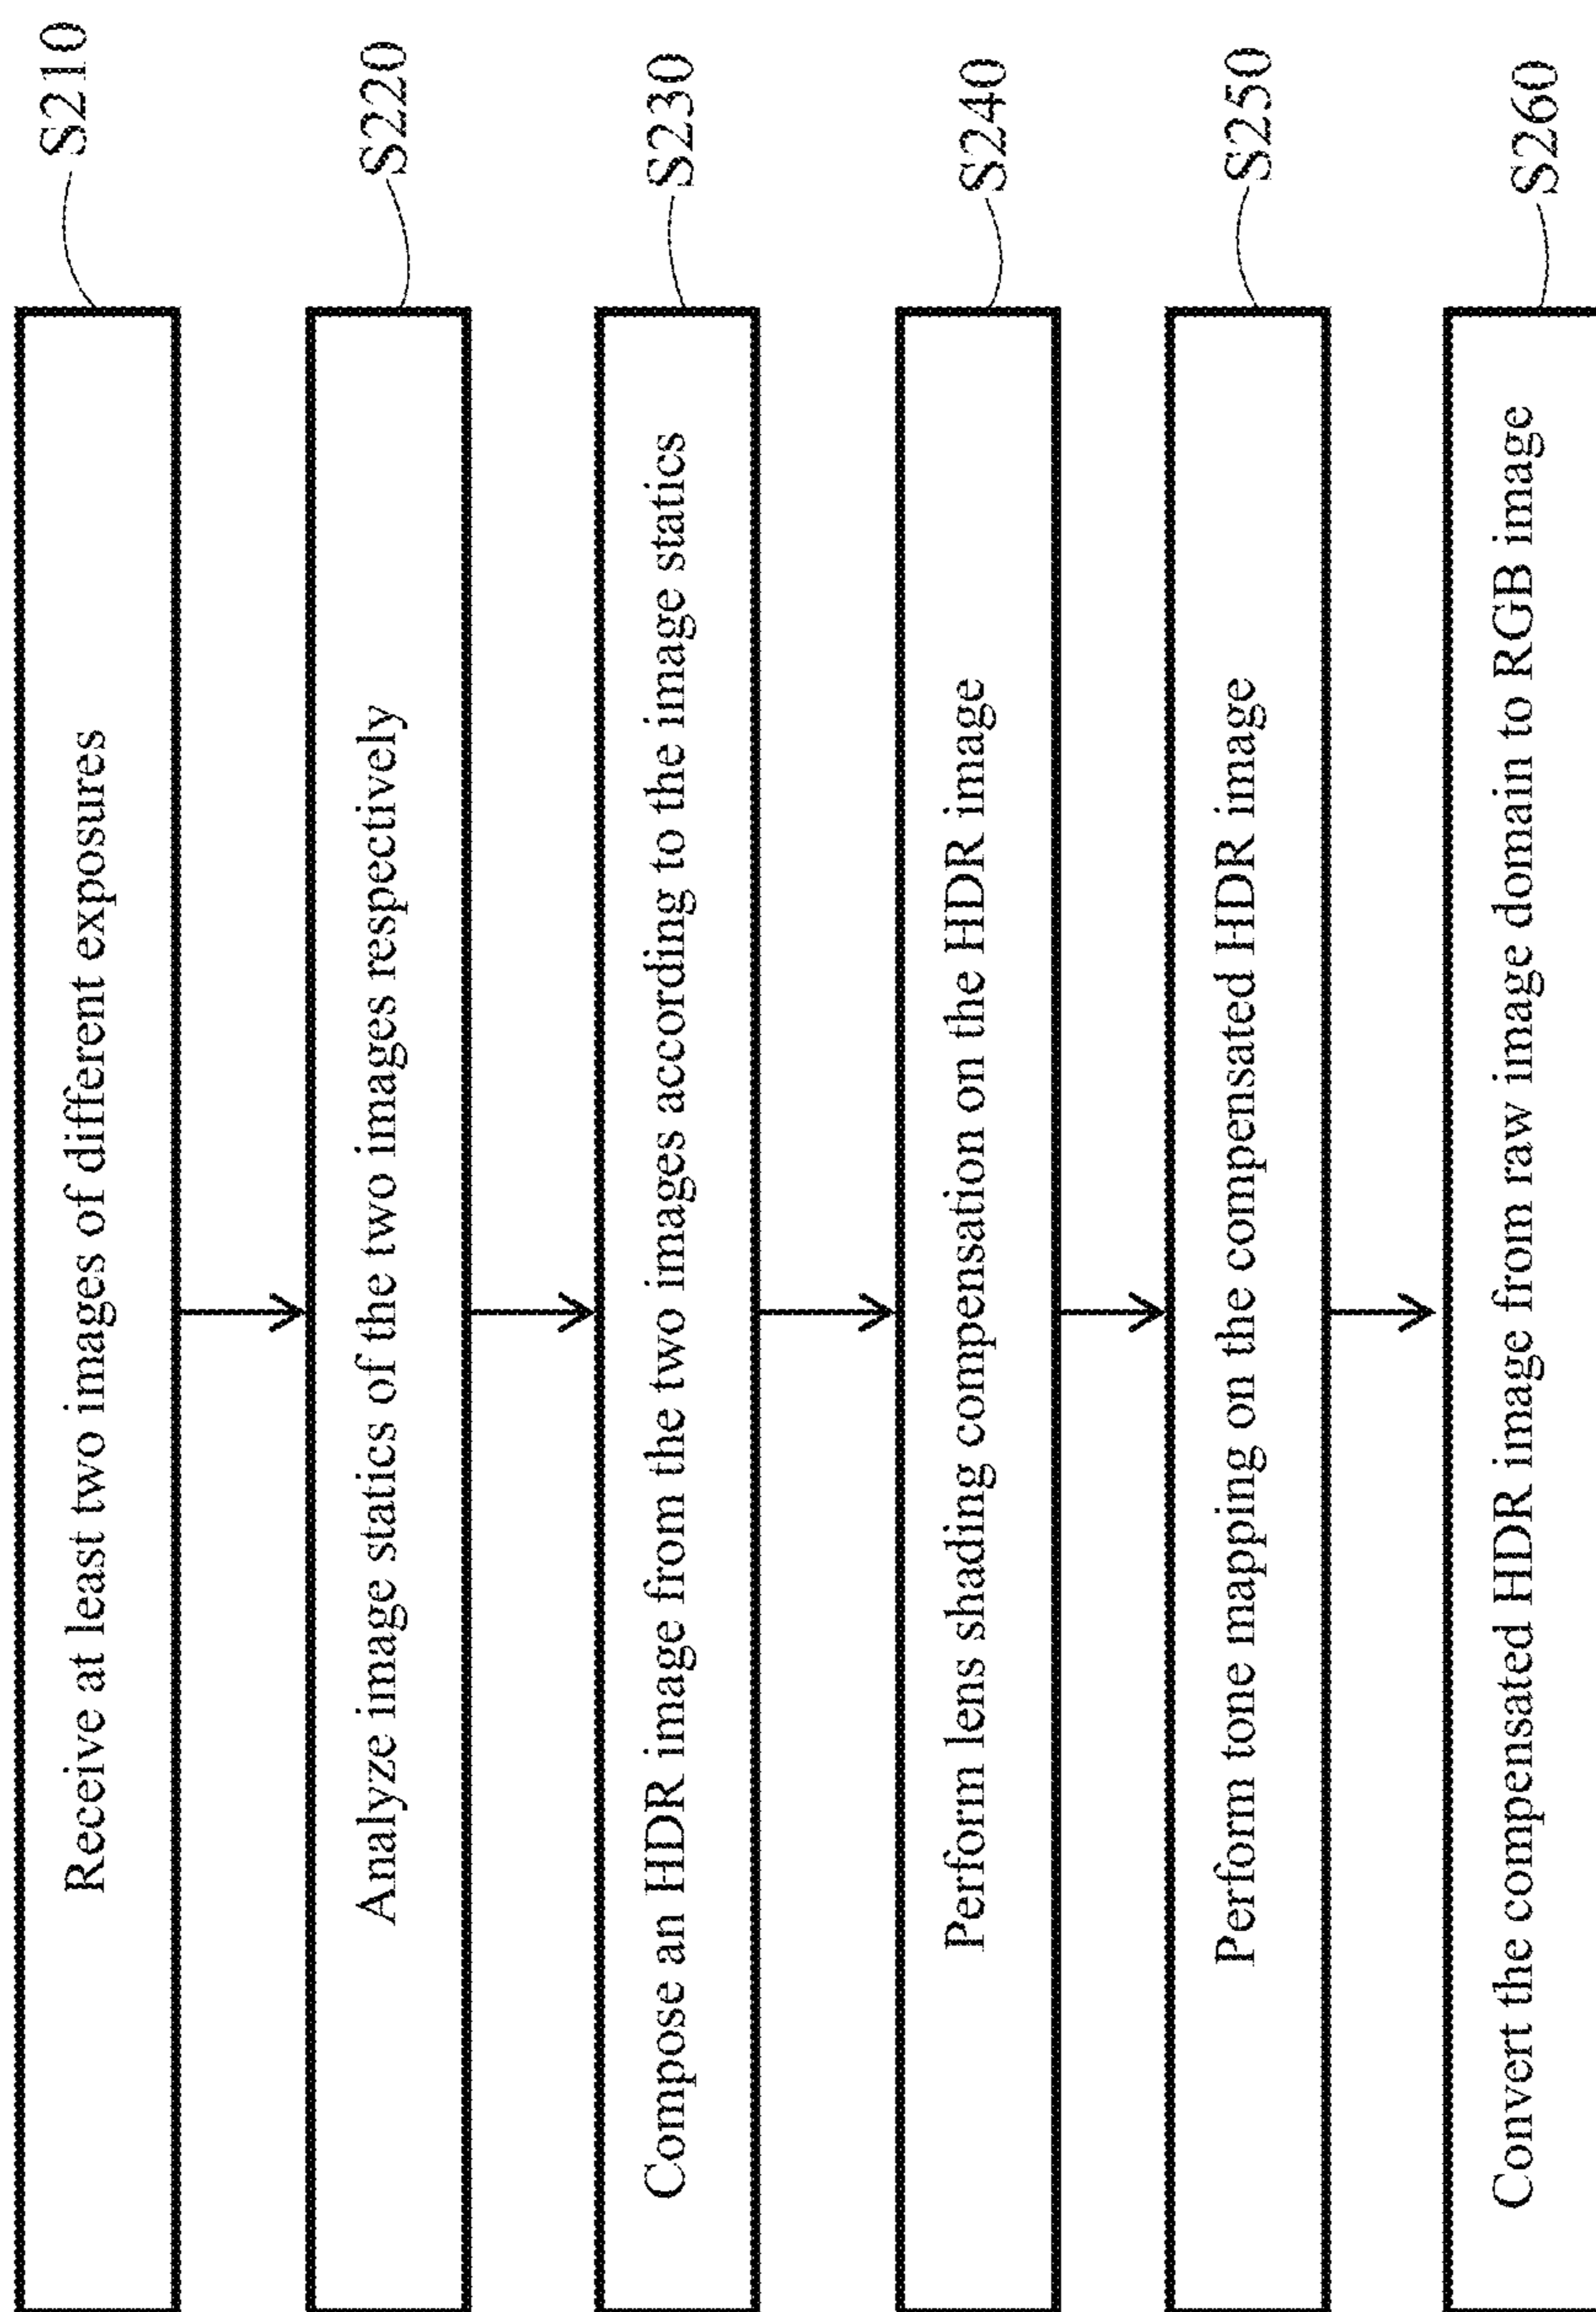 Receive at least two images of different exposures
S210
Analyze image statics of the two images respectively
S220
Compose an HDR image from the two images according to the image statics
S230
Perform lens shading compensation on the HDR image
S240
Perform tone mapping on the compensated HDR image
S250
Convert the compensated HDR image from raw image domain to RGB image
S260